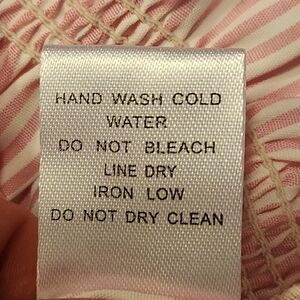 HAND WASH COLD
WATER
DO NOT BLEACH
LINE DRY
IRON LOW
DO NOT DRY CLEAN